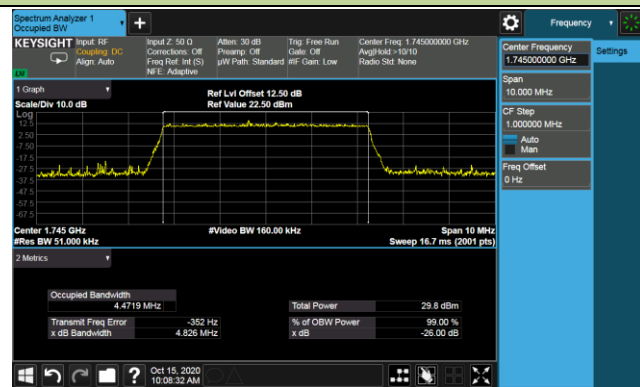 Spectrum Analyzer 1
Occupied BW
+
Frequency
KEYSIGHT
Input: RF
Coupling: DC
Align: Auto
Input Z: 50 Ω
Corrections: Off
Freq Ref: Int (S)
NFE: Adaptive
Atten: 30 dB
Preamp: Off
µW Path: Standard
Trig: Free Run
Gate: Off
#IF Gain: Low
Center Freq: 1.745000000 GHz
Avg|Hold:>10/10
Radio Std: None
LXI
Center Frequency
1.745000000 GHz
Settings
Span
10.000 MHz
CF Step
1.000000 MHz
Auto
Man
Freq Offset
0 Hz
1 Graph
Scale/Div 10.0 dB
Ref Lvl Offset 12.50 dB
Ref Value 22.50 dBm
Log
12.5
2.50
-7.50
-17.5
-27.5
-37.5
-47.5
-57.5
-67.5
Center 1.745 GHz
#Video BW 160.00 kHz
Span 10 MHz
#Res BW 51.000 kHz
Sweep 16.7 ms (2001 pts)
2 Metrics
Occupied Bandwidth
4.4719 MHz
Total Power 29.8 dBm
Transmit Freq Error -352 Hz
% of OBW Power 99.00 %
x dB Bandwidth 4.826 MHz
x dB -26.00 dB
?
Oct 15, 2020
10:08:32 AM